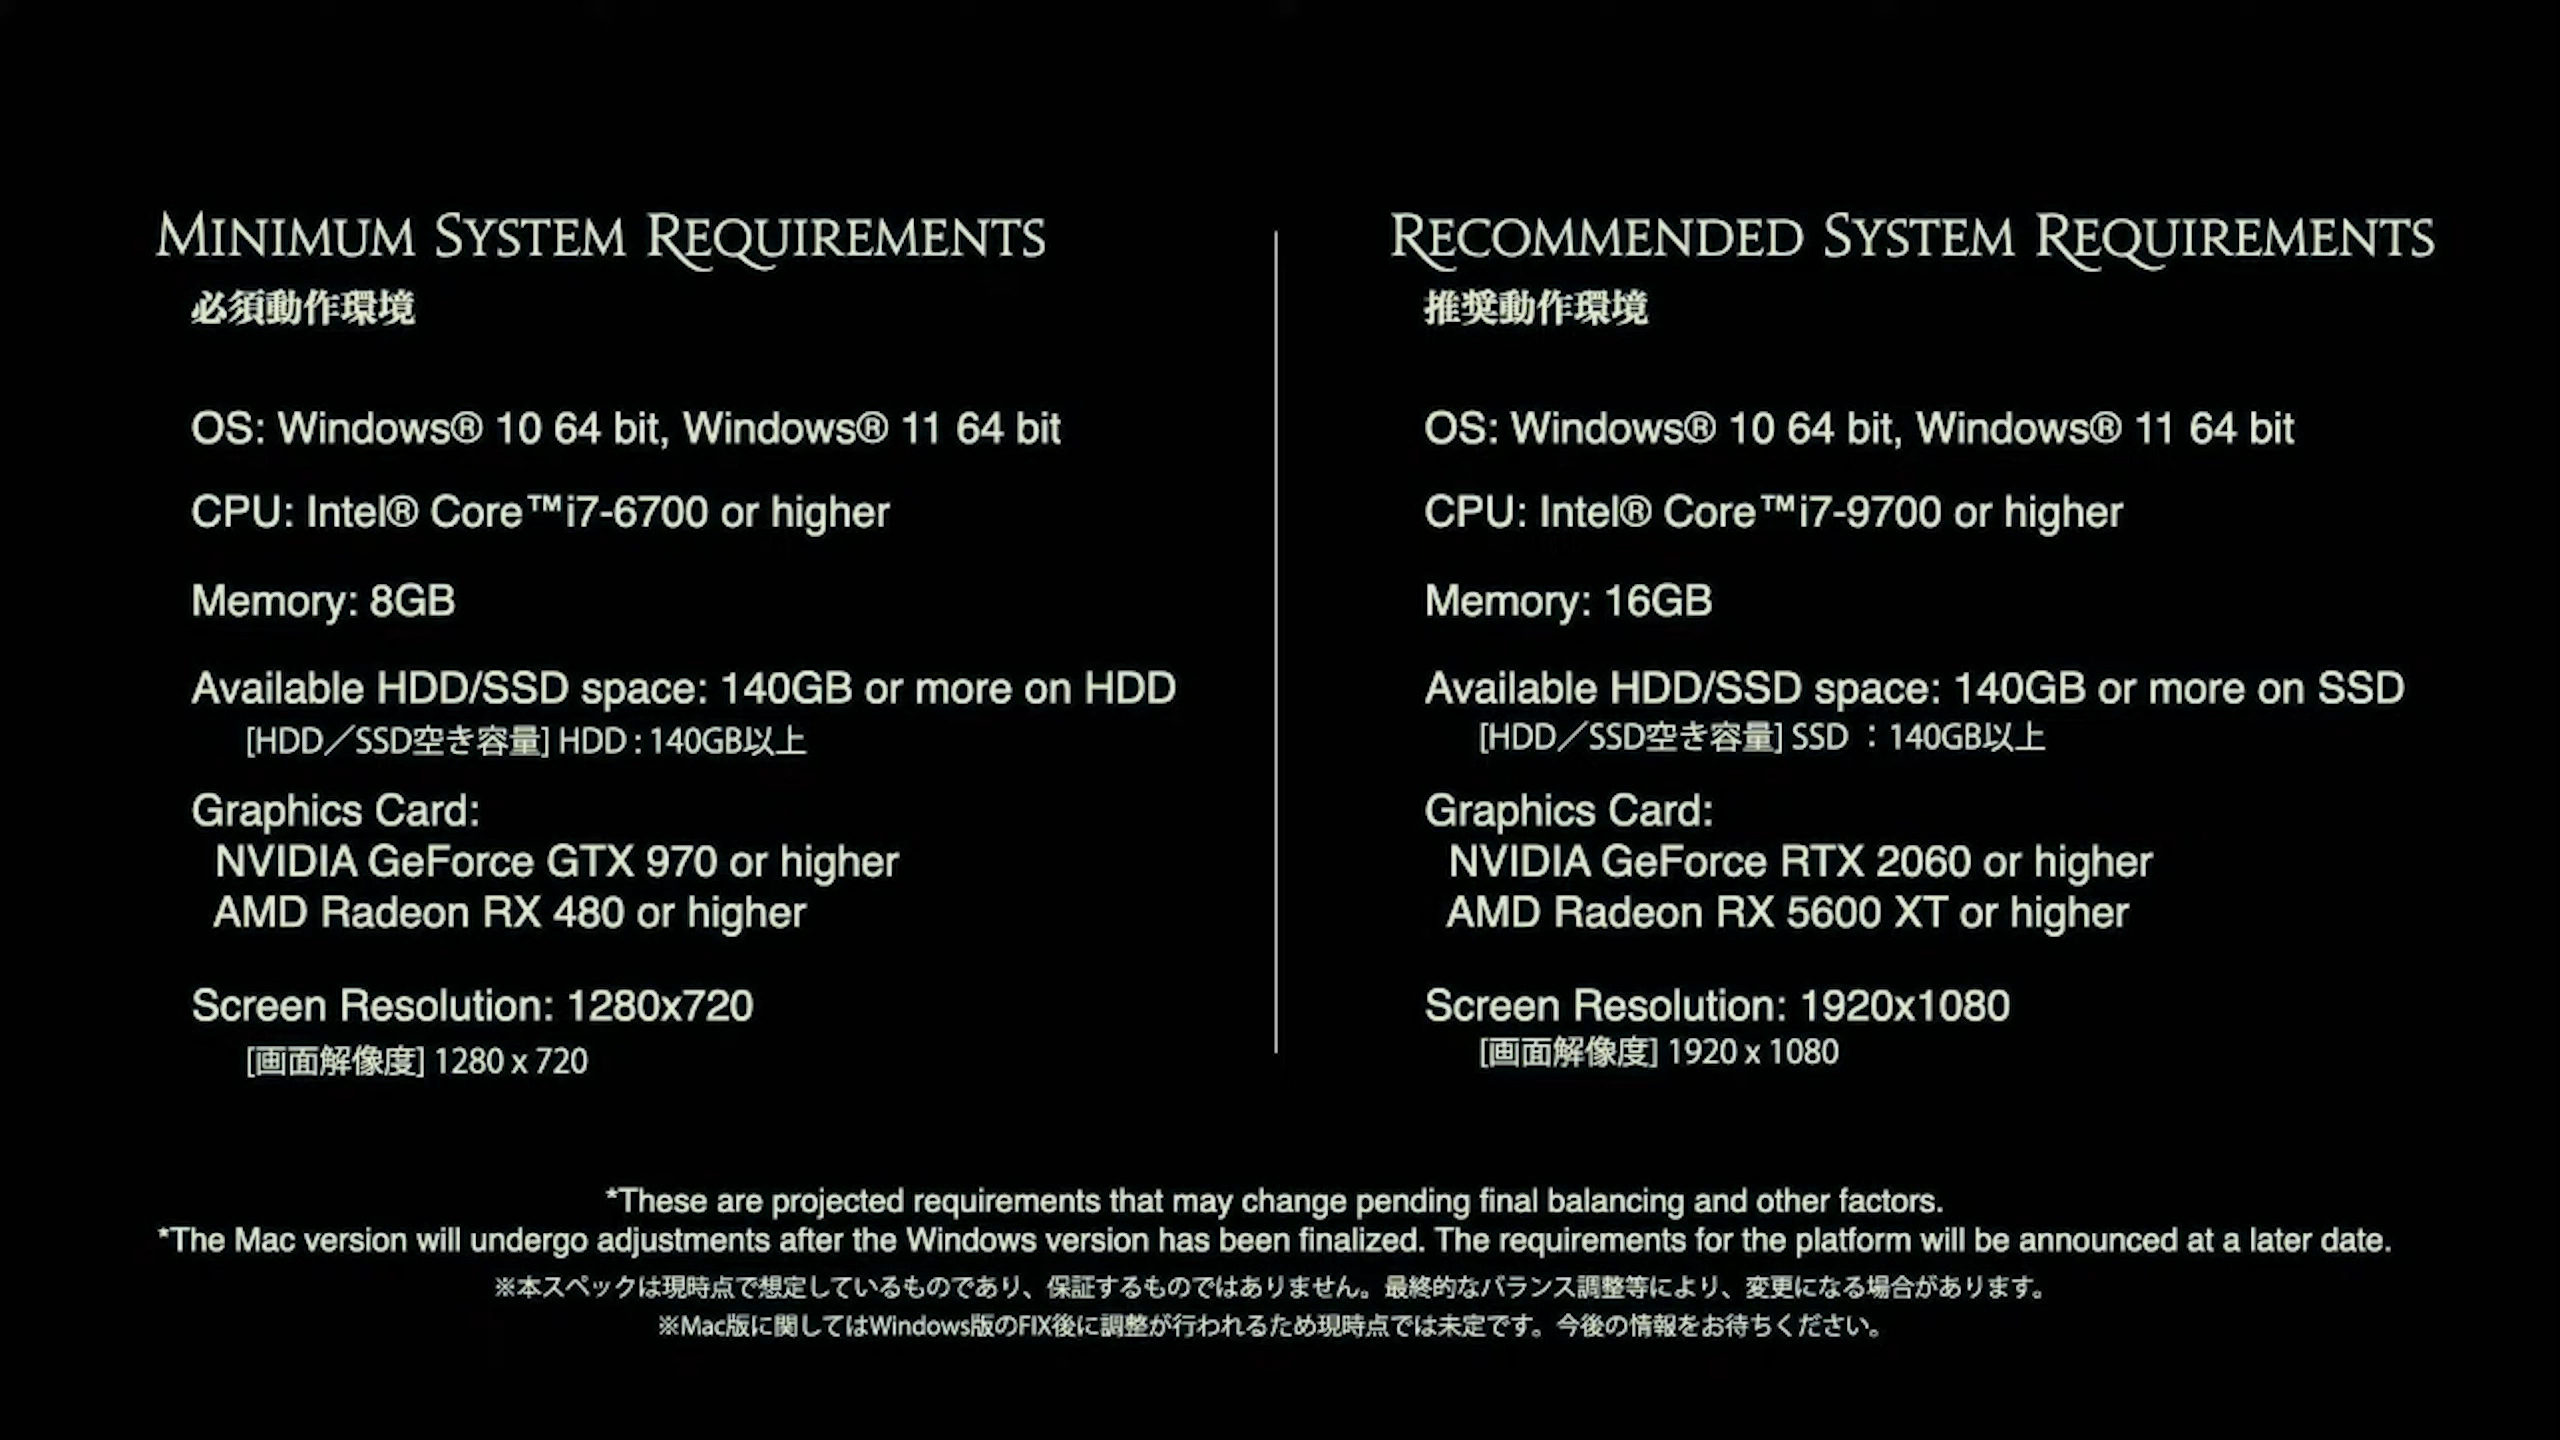 MINIMUM SYSTEM REQUIREMENTS
必須動作環境
OS: Windows® 10 64 bit, Windows® 11 64 bit
CPU: Intel® Core™i7-6700 or higher
Memory: 8GB
Available HDD/SSD space: 140GB or more on HDD
[HDD／SSD空き容量] HDD : 140GB以上
Graphics Card:
NVIDIA GeForce GTX 970 or higher
AMD Radeon RX 480 or higher
Screen Resolution: 1280x720
[画面解像度] 1280 x 720
RECOMMENDED SYSTEM REQUIREMENTS
推奨動作環境
OS: Windows® 10 64 bit, Windows® 11 64 bit
CPU: Intel® Core™i7-9700 or higher
Memory: 16GB
Available HDD/SSD space: 140GB or more on SSD
[HDD／SSD空き容量] SSD ：140GB以上
Graphics Card:
NVIDIA GeForce RTX 2060 or higher
AMD Radeon RX 5600 XT or higher
Screen Resolution: 1920x1080
[画面解像度] 1920 x 1080
*These are projected requirements that may change pending final balancing and other factors.
*The Mac version will undergo adjustments after the Windows version has been finalized. The requirements for the platform will be announced at a later date.
※本スペックは現時点で想定しているものであり、保証するものではありません。最終的なバランス調整等により、変更になる場合があります。
※Mac版に関してはWindows版のFIX後に調整が行われるため現時点では未定です。今後の情報をお待ちください。